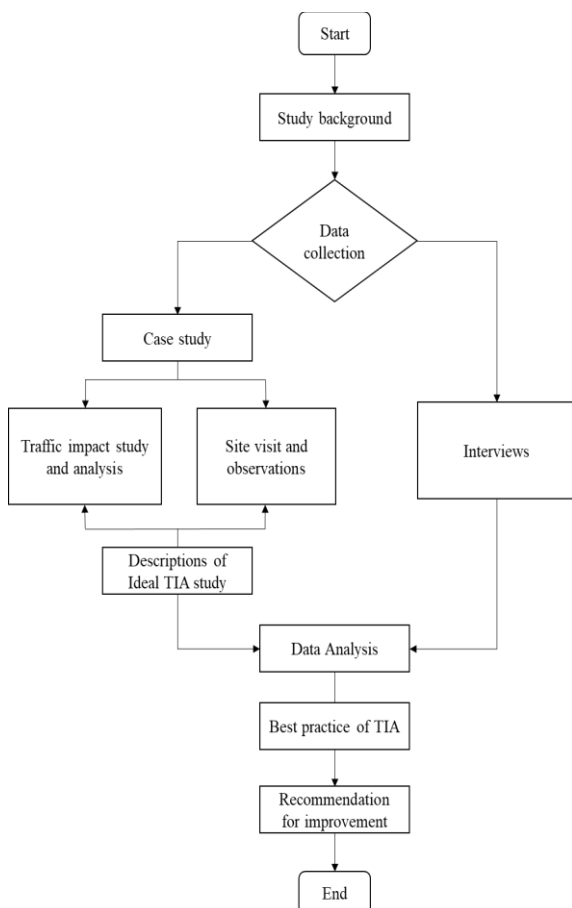 Start
Study background
Data
collection
Case study
Traffic impact study
and analysis
Site visit and
observations
Interviews
Descriptions of
Ideal TIA study
Data Analysis
Best practice of TIA
Recommendation
for improvement
End